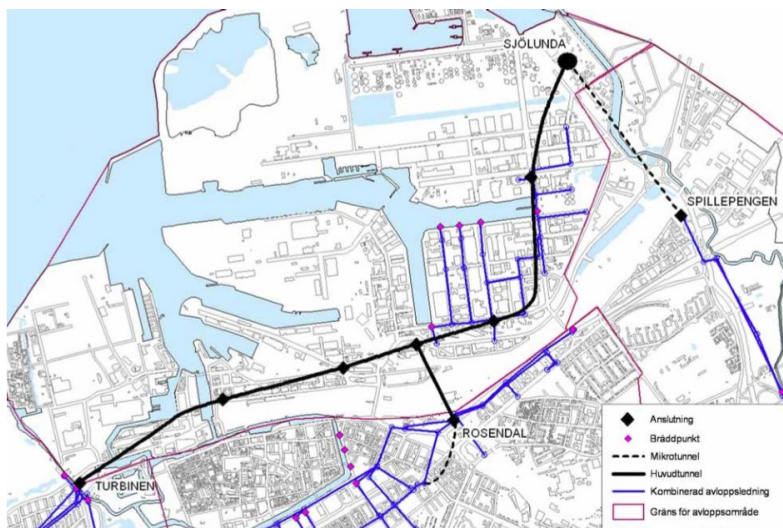 SJÖLUNDA
SPILLEPENGEN
ROSENDAL
TURBINEN
Anslutning
Bräddpunkt
Mikrotunnel
Huvudtunnel
Kombinerad avloppsledning
Gräns för avloppsområde